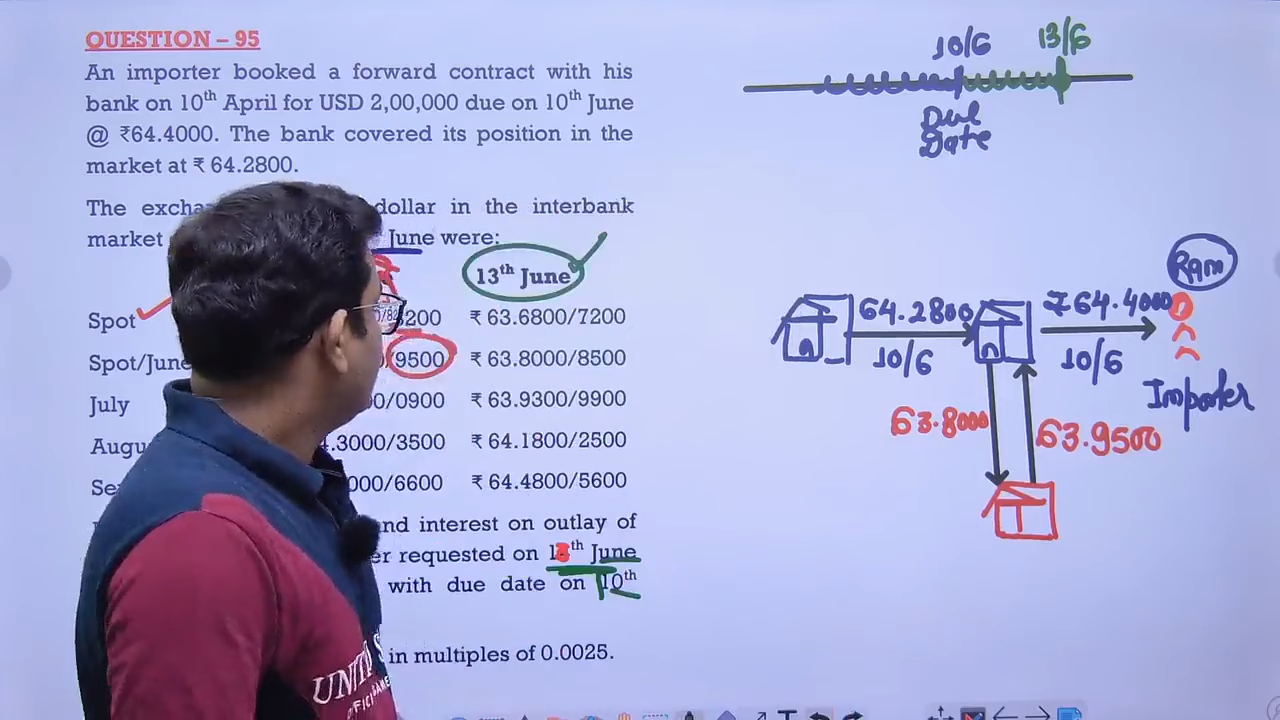 QUESTION – 95
An importer booked a forward contract with his
bank on 10th April for USD 2,00,000 due on 10th June
@ ₹64.4000. The bank covered its position in the
market at ₹ 64.2800.
The dollar in the interbank
market June were:
13th June
Spot 200 ₹ 63.6800/7200
Spot/June 9500 ₹ 63.8000/8500
July 00/0900 ₹ 63.9300/9900
4.3000/3500 ₹ 64.1800/2500
000/6600 ₹ 64.4800/5600
and interest on outlay of
requested on June
with due date on 10th
in multiples of 0.0025.
10/6 13/6
Due
Date
Ram
64.2800 ₹64.4000
10/6 10/6
Importer
63.8000 63.9500
UNITED S